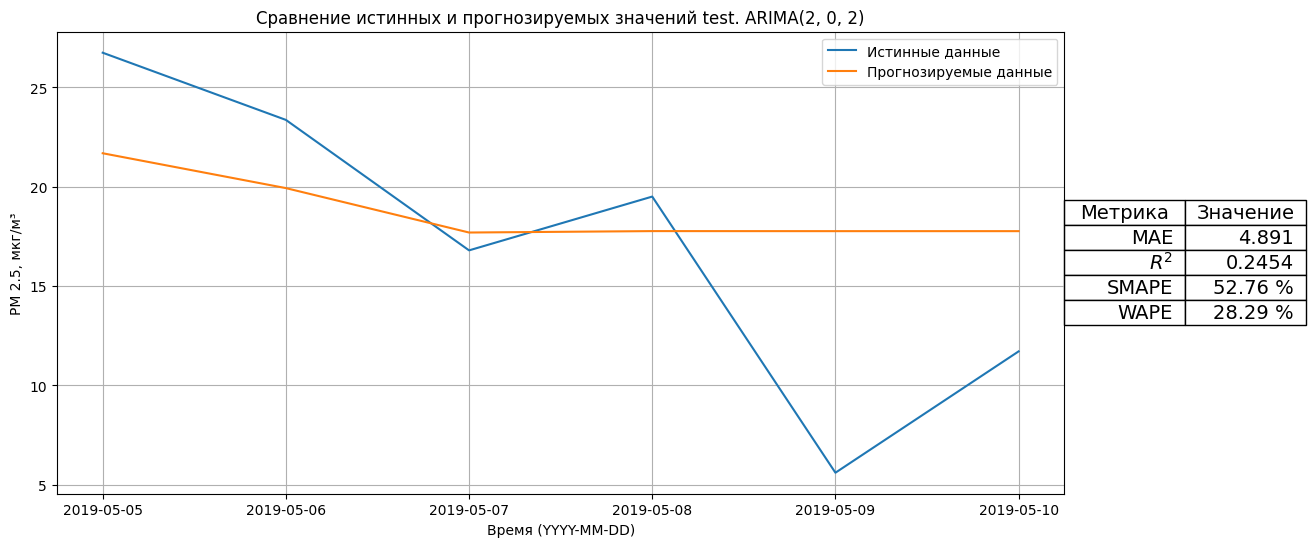 Сравнение истинных и прогнозируемых значений test. ARIMA(2, 0, 2)
Истинные данные
Прогнозируемые данные
PM 2.5, мкг/м³
25
20
15
10
5
2019-05-05 2019-05-06 2019-05-07 2019-05-08 2019-05-09 2019-05-10
Время (YYYY-MM-DD)
Метрика Значение
MAE 4.891
R² 0.2454
SMAPE 52.76 %
WAPE 28.29 %